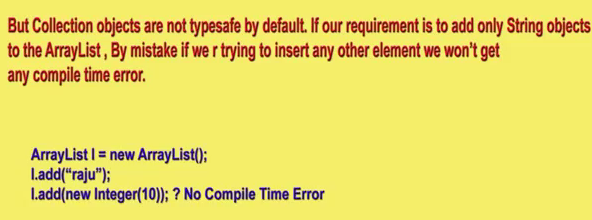 But Collection objects are not typesafe by default. If our requirement is to add only String objects
to the ArrayList , By mistake if we r trying to insert any other element we won't get
any compile time error.
ArrayList l = new ArrayList();
l.add(“raju”);
l.add(new Integer(10)); ? No Compile Time Error